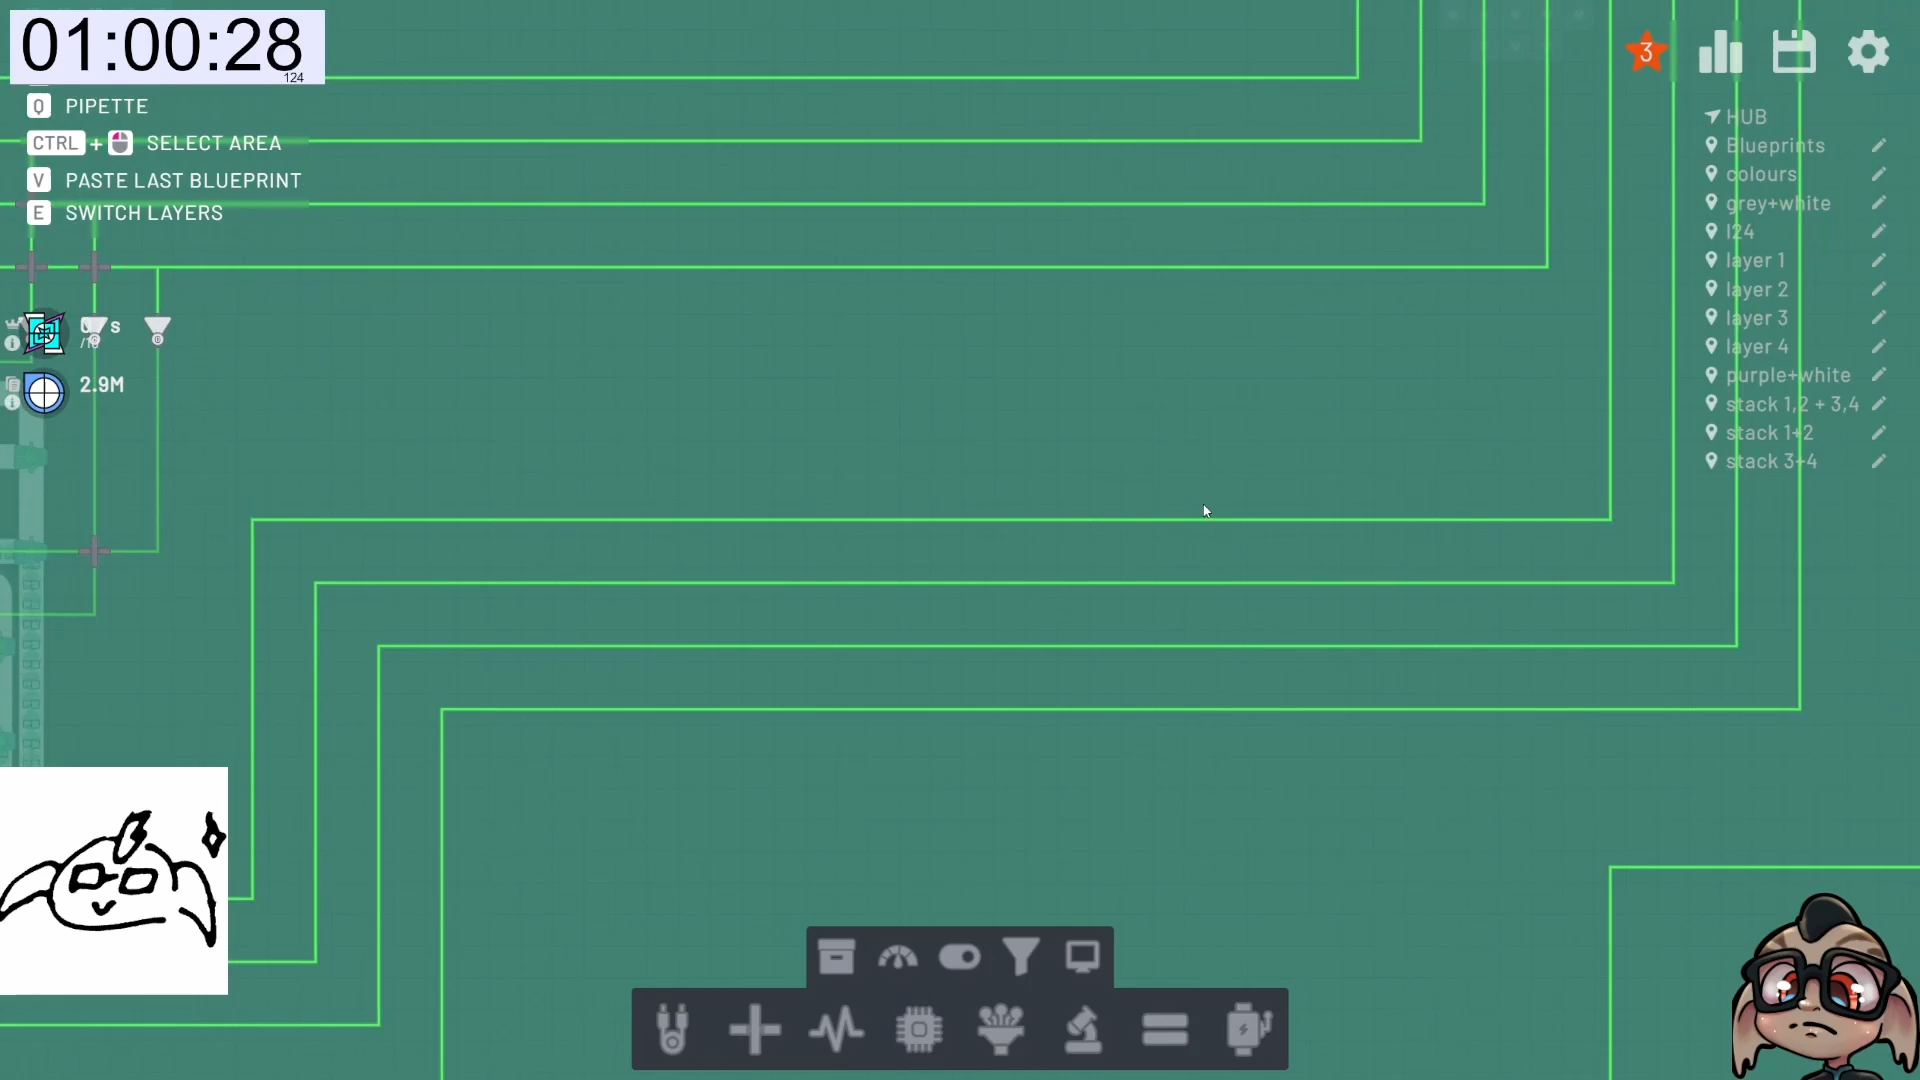 01:00:28
124
Q PIPETTE
CTRL + SELECT AREA
V PASTE LAST BLUEPRINT
E SWITCH LAYERS
2.9M
3
HUB
Blueprints
colours
grey+white
l24
layer 1
layer 2
layer 3
layer 4
purple+white
stack 1,2 + 3,4
stack 1+2
stack 3+4